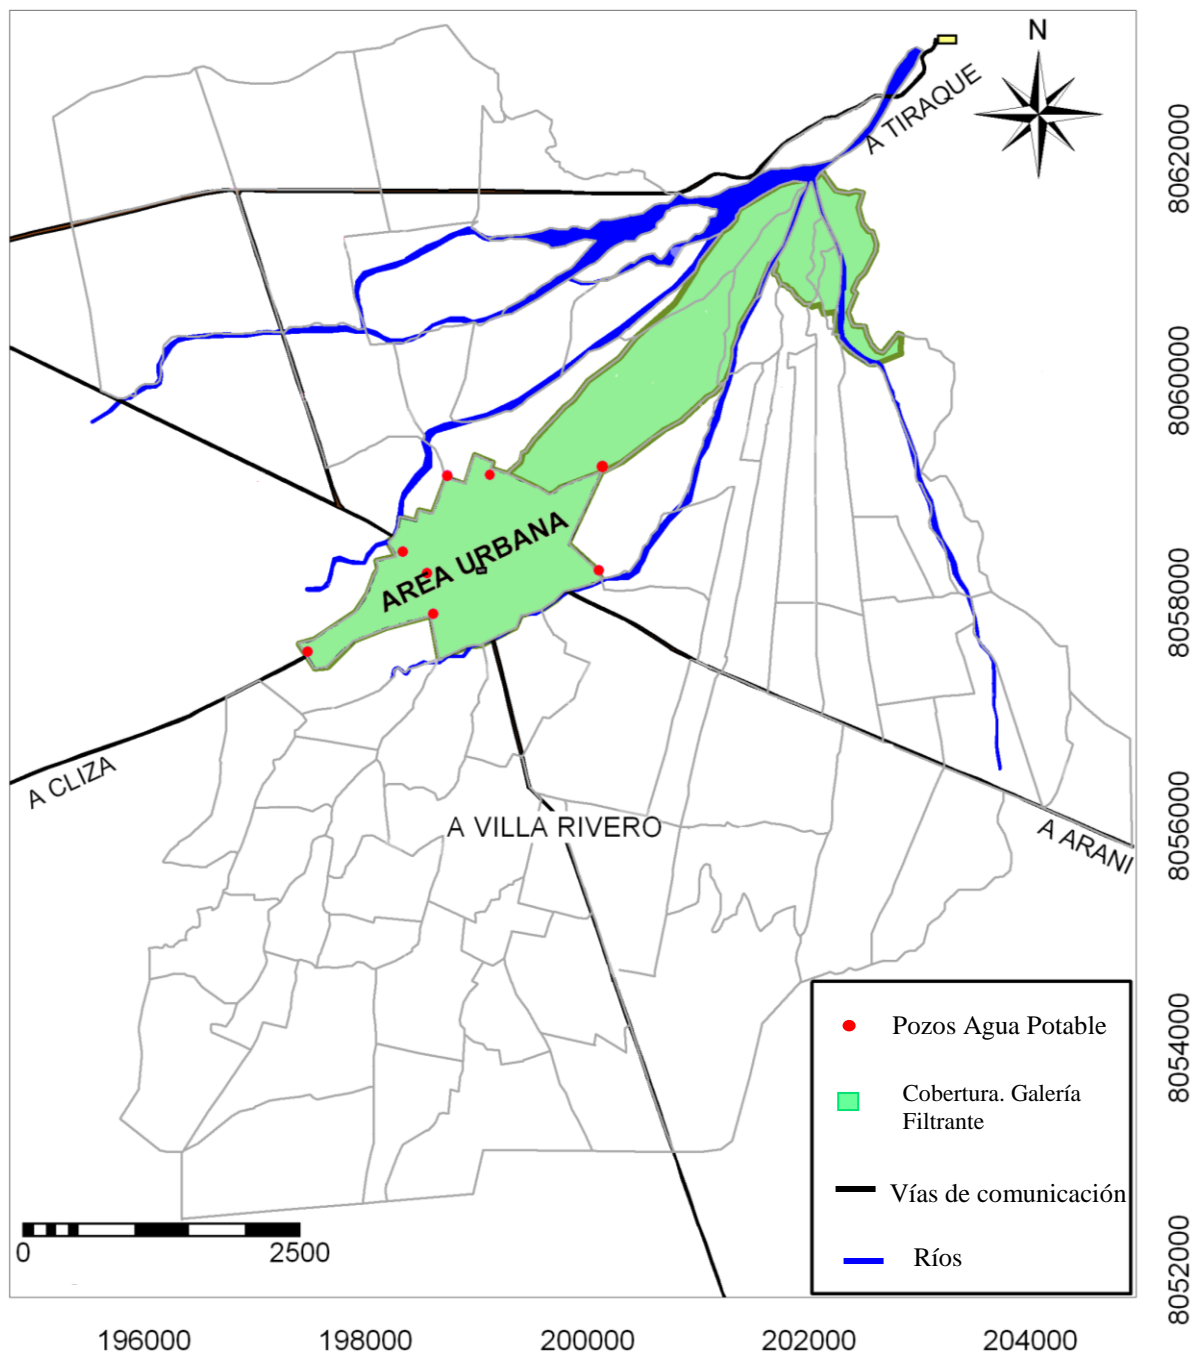 N
A TIRAQUE
8062000
8060000
AREA URBANA
8058000
A CLIZA
A VILLA RIVERO
A ARANI
8056000
Pozos Agua Potable
Cobertura. Galería
Filtrante
Vías de comunicación
Ríos
8054000
8052000
0 2500
196000 198000 200000 202000 204000